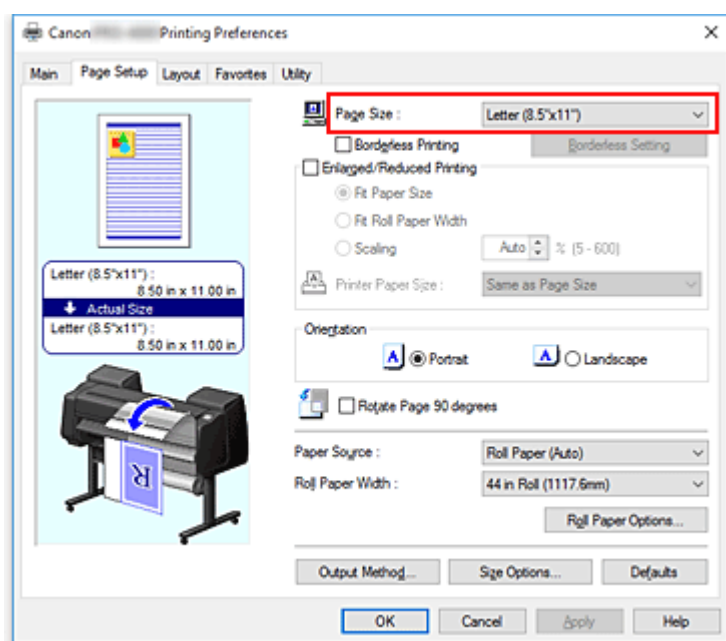 Canon Printing Preferences
Main Page Setup Layout Favorites Utility
Page Size : Letter (8.5"x11")
Borderless Printing Borderless Setting
Enlarged/Reduced Printing
Fit Paper Size
Fit Roll Paper Width
Scaling Auto % (5 - 600)
Printer Paper Size : Same as Page Size
Letter (8.5"x11") :
8.50 in x 11.00 in
Actual Size
Letter (8.5"x11") :
8.50 in x 11.00 in
Orientation
A Portrait A Landscape
Rotate Page 90 degrees
Paper Source : Roll Paper (Auto)
Roll Paper Width : 44 in Roll (1117.6mm)
R
Roll Paper Options...
Output Method... Size Options... Defaults
OK Cancel Apply Help